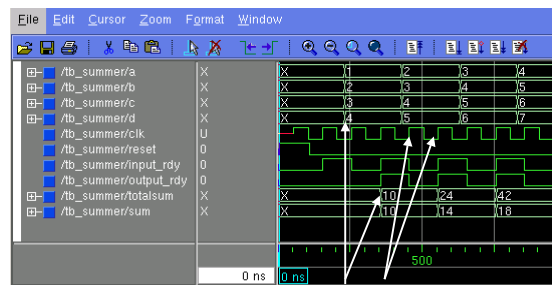 File Edit Cursor Zoom Format Window
/tb_summer/a X X 1 2 3 4
/tb_summer/b X X 2 3 4 5
/tb_summer/c X X 3 4 5 6
/tb_summer/d X X 4 5 6 7
/tb_summer/clk U
/tb_summer/reset 0
/tb_summer/input_rdy 0
/tb_summer/output_rdy 0
/tb_summer/totalsum X X 10 24 42
/tb_summer/sum X X 10 14 18
500
0 ns 0 ns